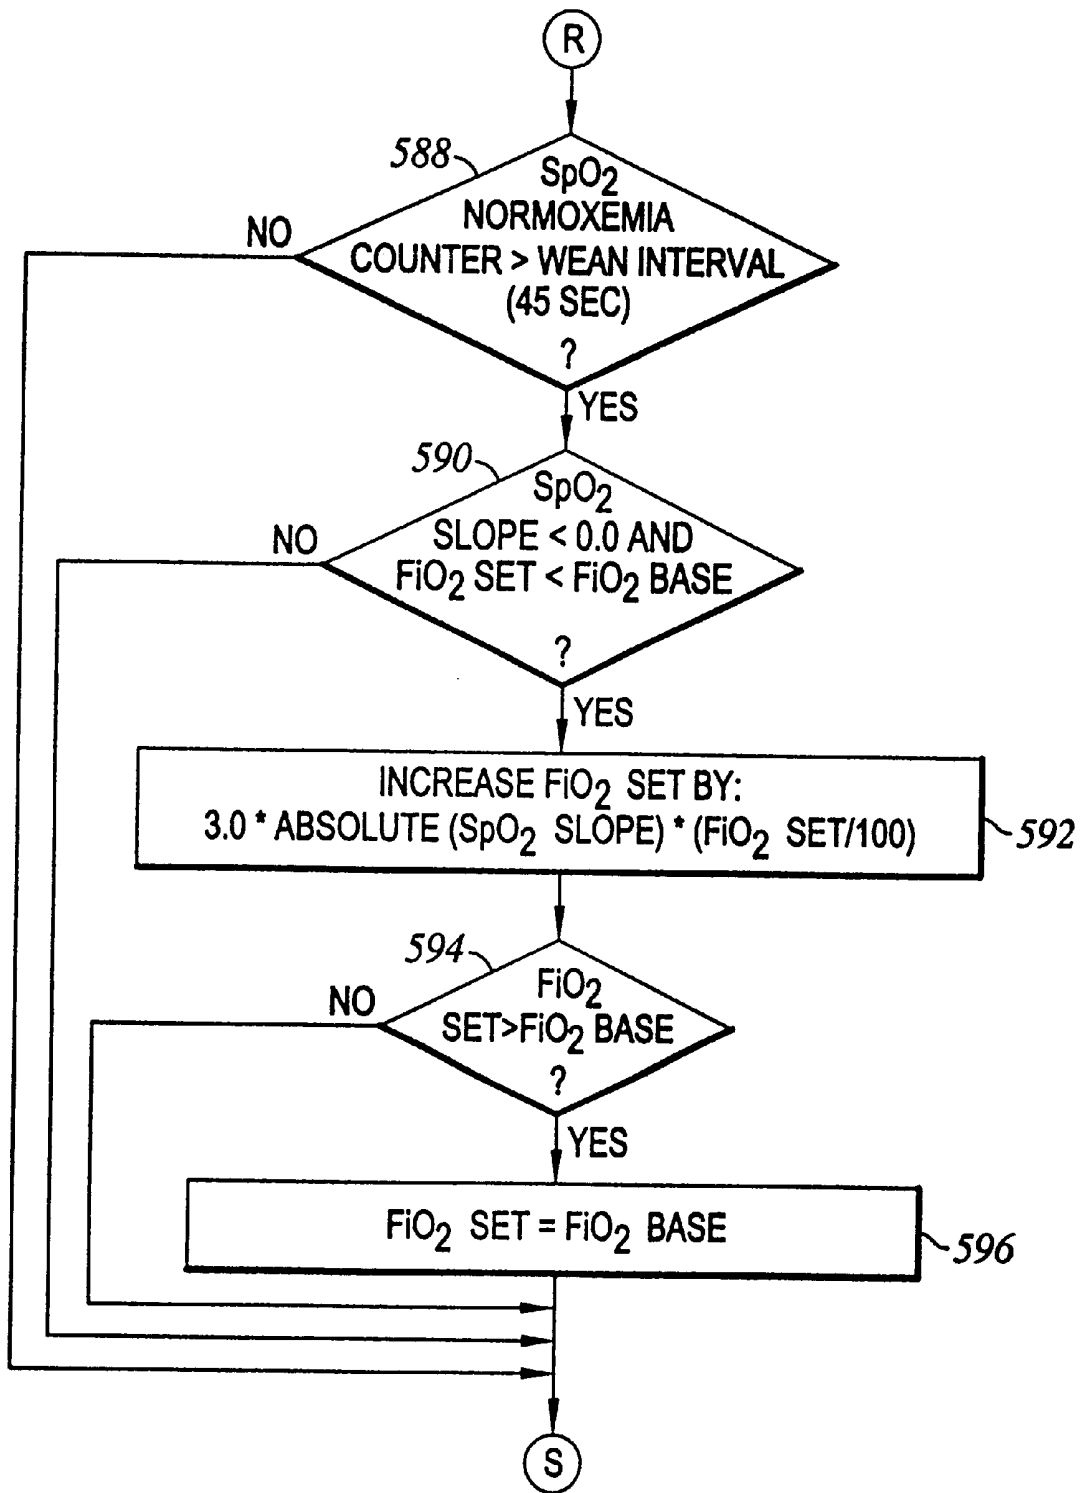 R
588
SpO2
NORMOXEMIA
COUNTER > WEAN INTERVAL
(45 SEC)
?
NO
YES
590
SpO2
SLOPE < 0.0 AND
FiO2 SET < FiO2 BASE
?
NO
YES
INCREASE FiO2 SET BY:
3.0 * ABSOLUTE (SpO2 SLOPE) * (FiO2 SET/100)
592
594
FiO2
SET>FiO2 BASE
?
NO
YES
FiO2 SET = FiO2 BASE
596
S